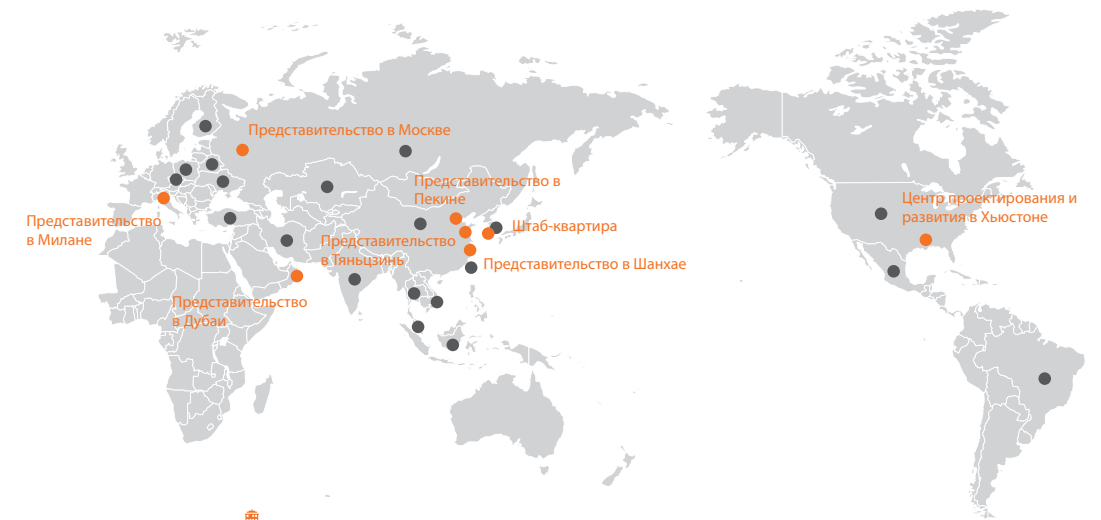 Представительство в Москве
Представительство в
Пекине
Центр проектирования и
развития в Хьюстоне
Представительство
в Милане
Штаб-квартира
Представительство
в Тяньцзинь
Представительство в Шанхае
Представительство
в Дубаи